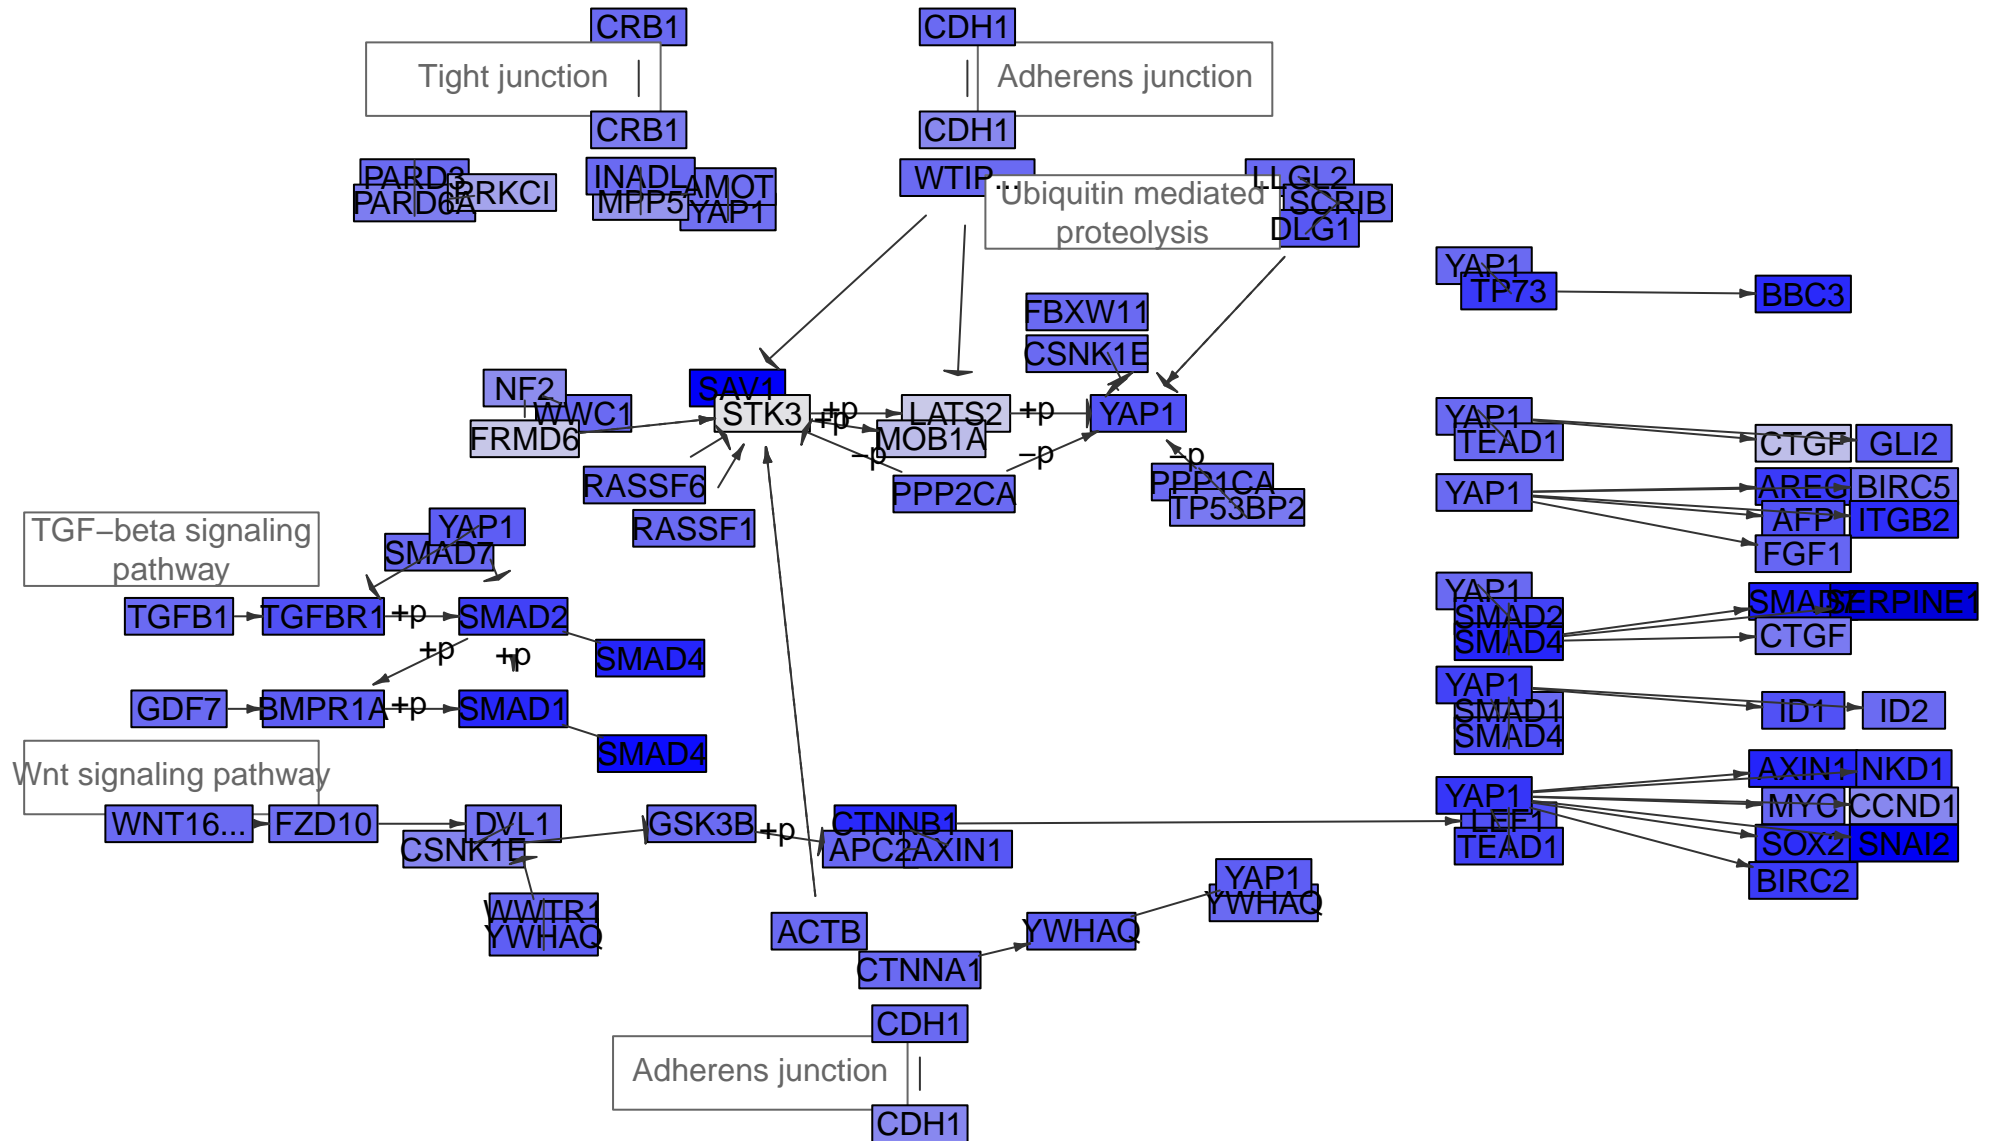 CRB1
CDH1
Tight junction
Adherens junction
CRB1
CDH1
PARD3
PRKCI
PARD6A
INADL
AMOT
MPP5
YAP1
WTIP...
LLGL2
SCRIB
DLG1
Ubiquitin mediated
proteolysis
YAP1
TP73
BBC3
FBXW11
CSNK1E
NF2
WWC1
FRMD6
SAV1
STK3
+p
+p
LATS2
MOB1A
+p
YAP1
−p
−p
−p
RASSF6
RASSF1
PPP2CA
PPP1CA
TP53BP2
YAP1
TEAD1
CTGF
GLI2
YAP1
AREG
BIRC5
AFP
ITGB2
FGF1
TGF−beta signaling
pathway
YAP1
SMAD7
TGFB1
TGFBR1
+p
SMAD2
+p
+p
SMAD4
YAP1
SMAD2
SMAD4
SMAD7
SERPINE1
CTGF
GDF7
BMPR1A
+p
SMAD1
SMAD4
YAP1
SMAD1
SMAD4
ID1
ID2
Wnt signaling pathway
WNT16...
FZD10
DVL1
CSNK1E
GSK3B
+p
CTNNB1
APC2
AXIN1
YAP1
LEF1
TEAD1
AXIN1
NKD1
MYC
CCND1
SOX2
SNAI2
BIRC2
WWTR1
YWHAQ
ACTB
CTNNA1
YWHAQ
YAP1
YWHAQ
CDH1
Adherens junction
CDH1